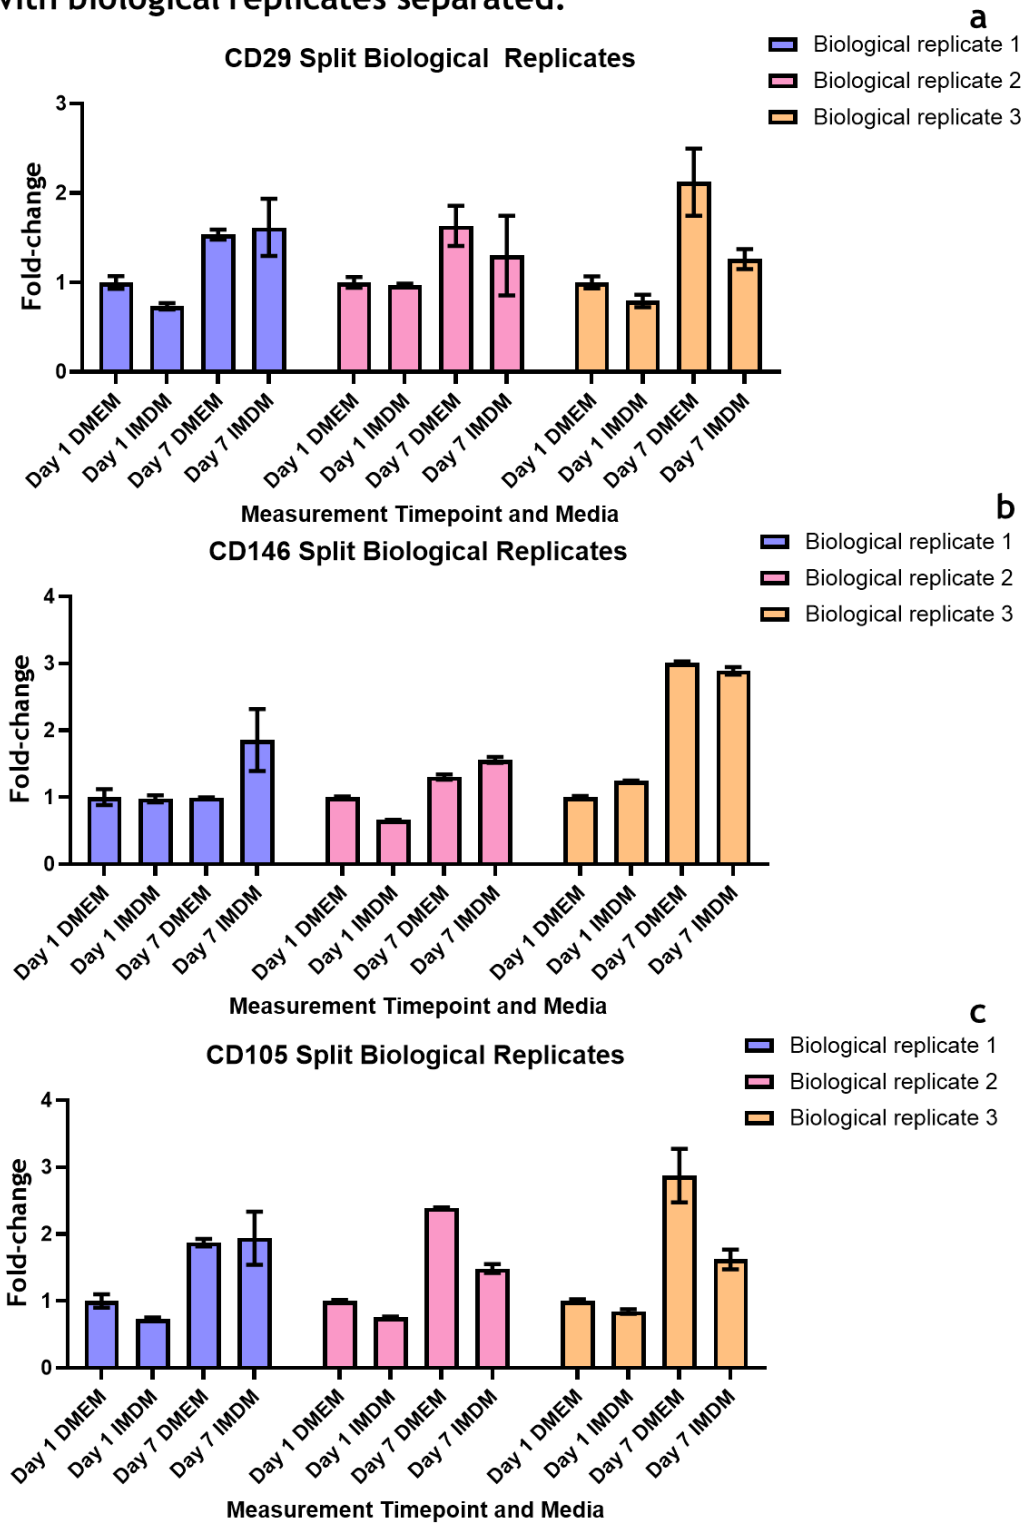 with biological replicates separated.
a
CD29 Split Biological  Replicates
Biological replicate 1
Biological replicate 2
Biological replicate 3
Fold-change
3
2
1
0
Day 1 DMEM
Day 1 IMDM
Day 7 DMEM
Day 7 IMDM
Day 1 DMEM
Day 1 IMDM
Day 7 DMEM
Day 7 IMDM
Day 1 DMEM
Day 1 IMDM
Day 7 DMEM
Day 7 IMDM
Measurement Timepoint and Media
b
CD146 Split Biological Replicates
Biological replicate 1
Biological replicate 2
Biological replicate 3
Fold-change
4
3
2
1
0
Day 1 DMEM
Day 1 IMDM
Day 7 DMEM
Day 7 IMDM
Day 1 DMEM
Day 1 IMDM
Day 7 DMEM
Day 7 IMDM
Day 1 DMEM
Day 1 IMDM
Day 7 DMEM
Day 7 IMDM
Measurement Timepoint and Media
c
CD105 Split Biological Replicates
Biological replicate 1
Biological replicate 2
Biological replicate 3
Fold-change
4
3
2
1
0
Day 1 DMEM
Day 1 IMDM
Day 7 DMEM
Day 7 IMDM
Day 1 DMEM
Day 1 IMDM
Day 7 DMEM
Day 7 IMDM
Day 1 DMEM
Day 1 IMDM
Day 7 DMEM
Day 7 IMDM
Measurement Timepoint and Media